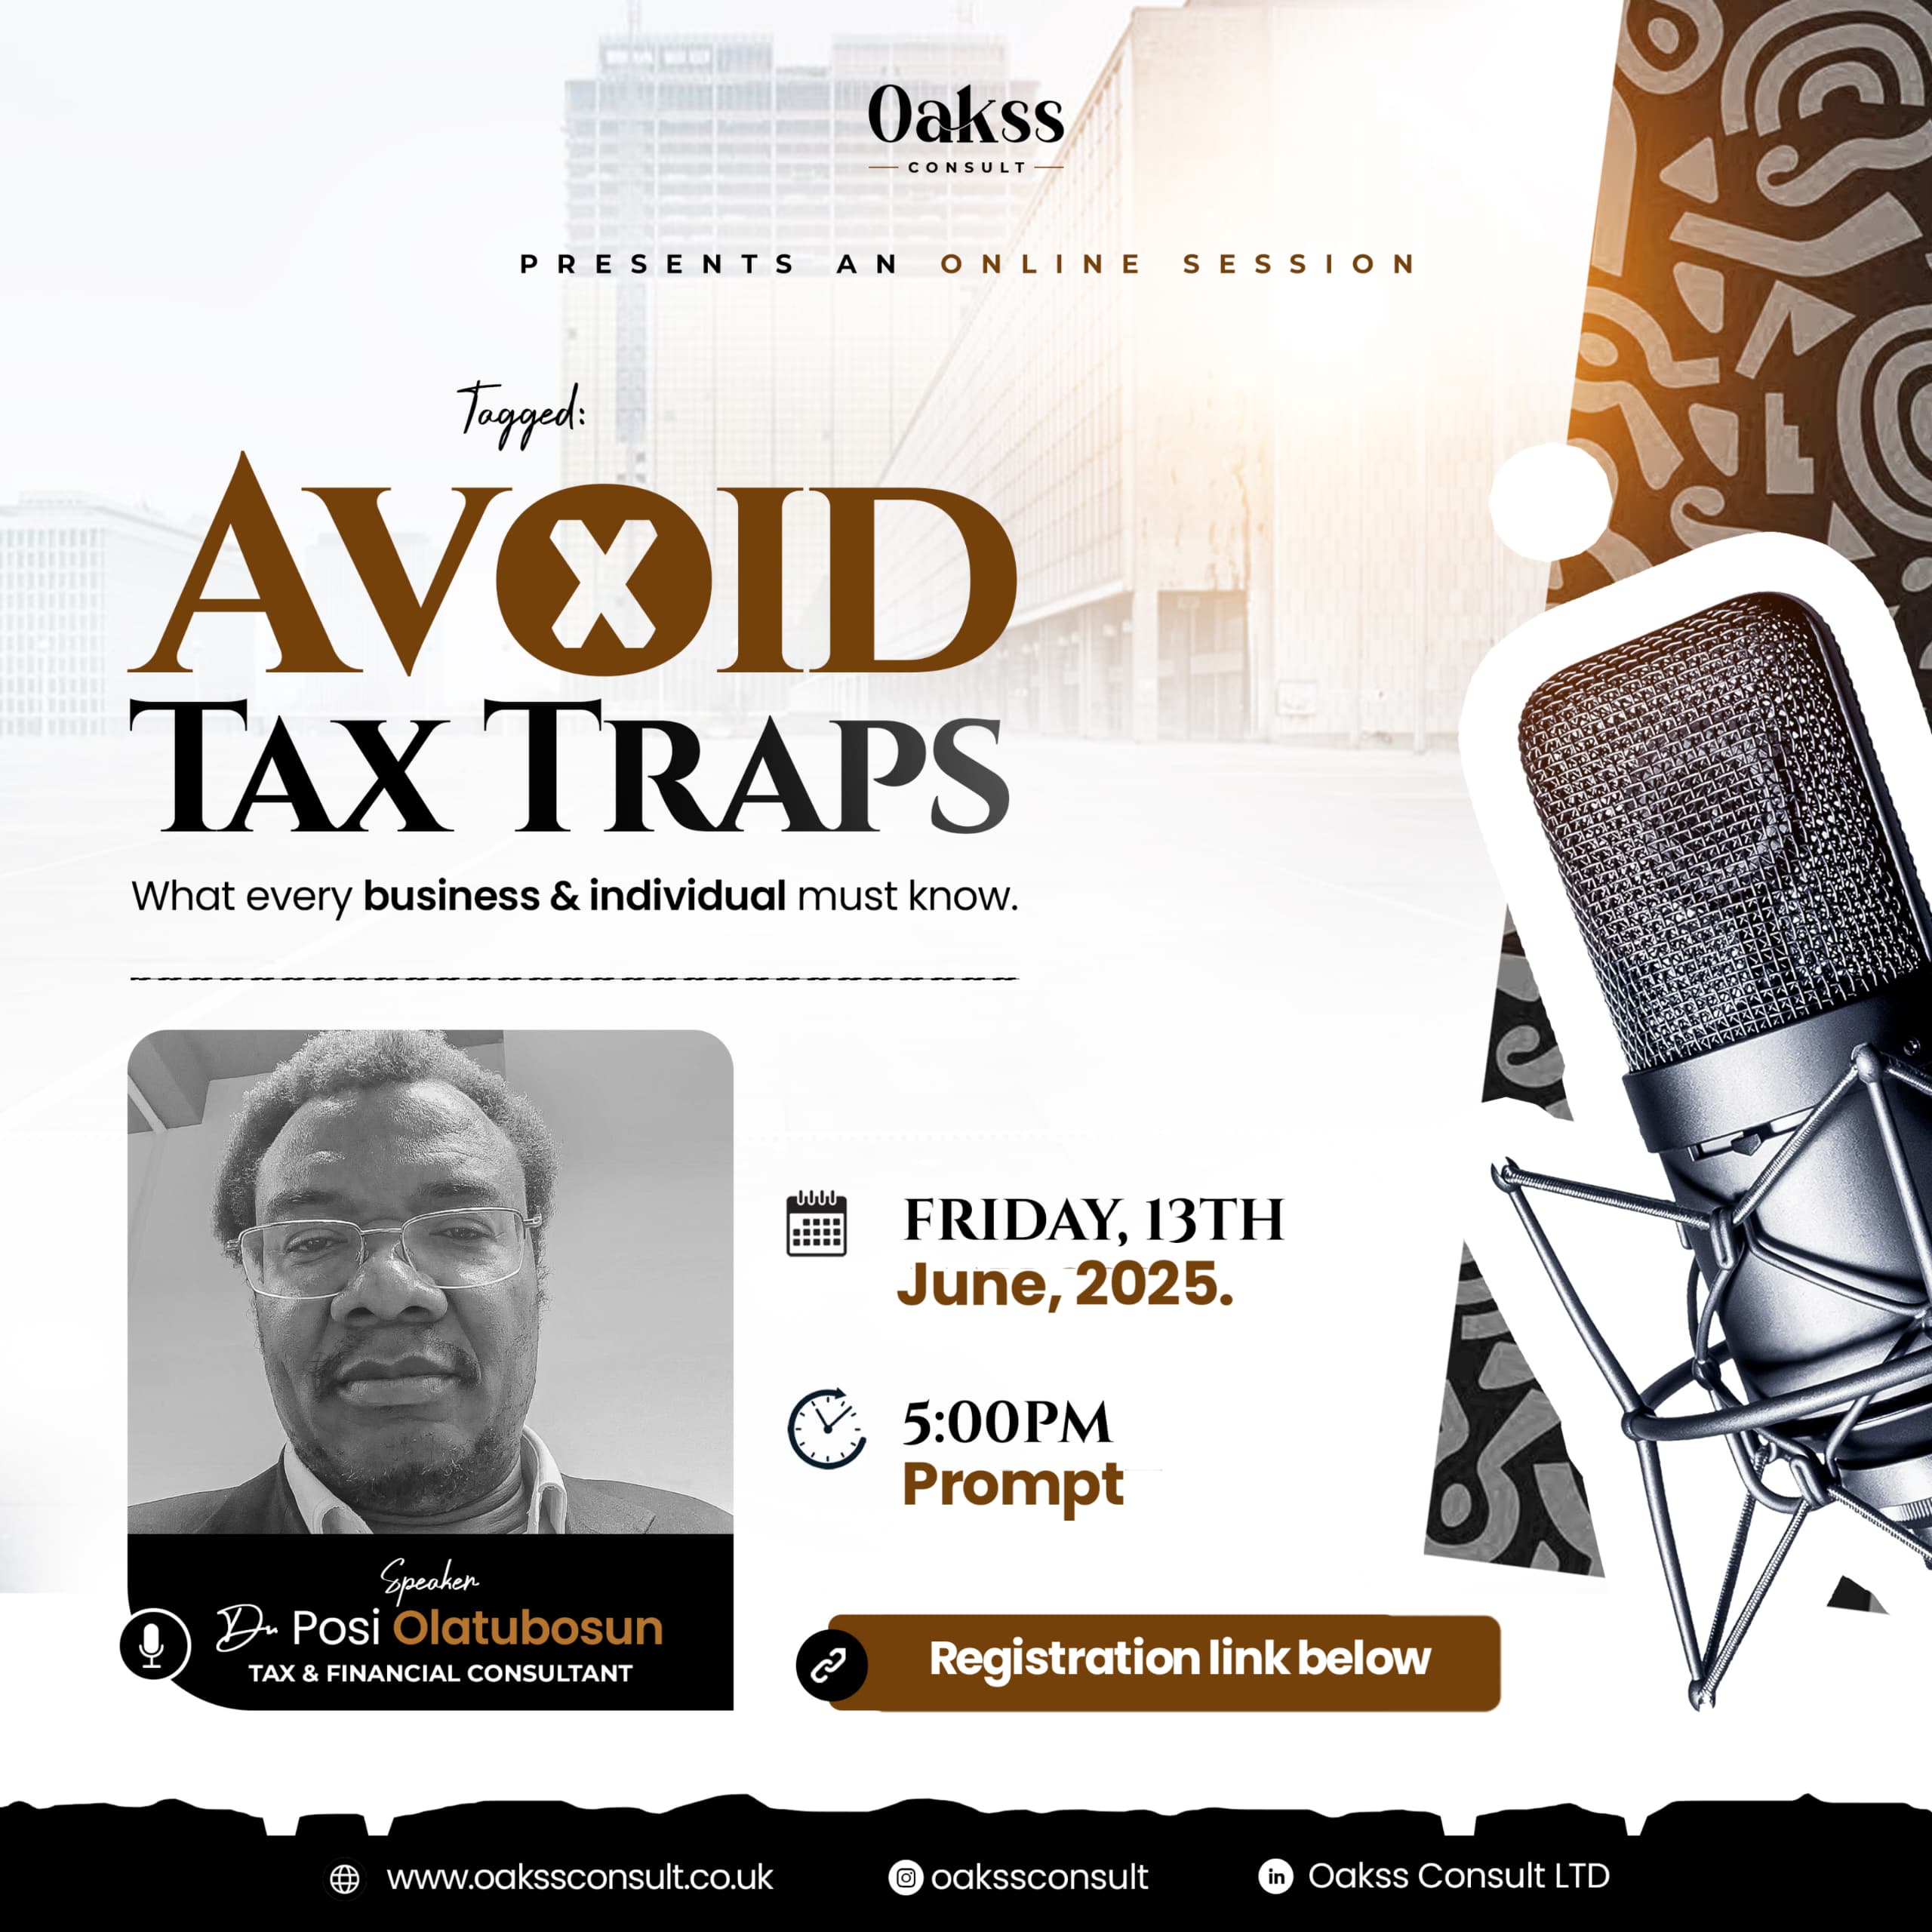 Oakss
CONSULT
PRESENTS AN ONLINE SESSION
Tagged:
AVOID
TAX TRAPS
What every business & individual must know.
FRIDAY, 13TH
June, 2025.
5:00PM
Prompt
Speaker
Dr Posi Olatubosun
TAX & FINANCIAL CONSULTANT
Registration link below
www.oakssconsult.co.uk
oakssconsult
in Oakss Consult LTD